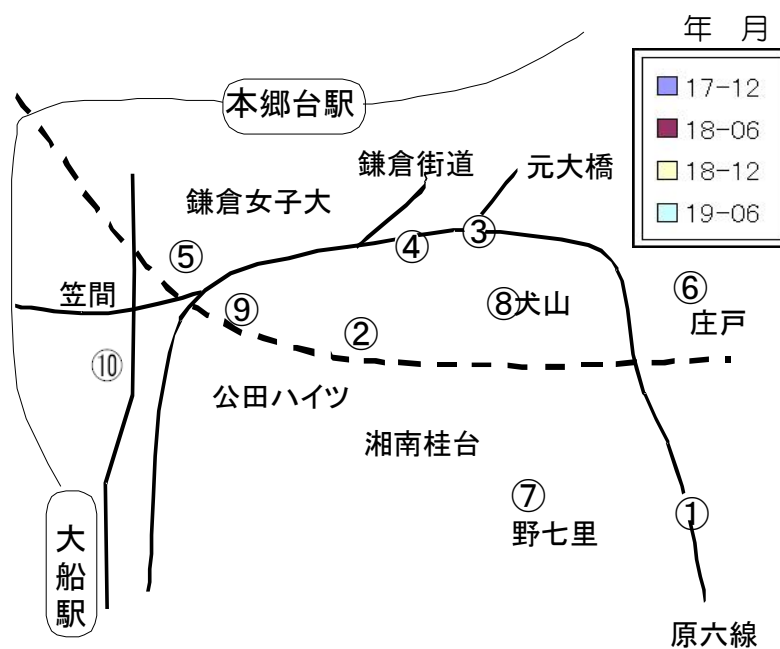 年 月
17-12
18-06
18-12
19-06
本郷台駅
鎌倉街道
元大橋
鎌倉女子大
③
④
⑤
⑥
笠間
⑧犬山
庄戸
⑨
②
⑩
公田ハイツ
湘南桂台
⑦
野七里
①
大船駅
原六線